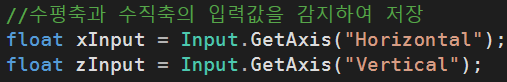 //수평축과 수직축의 입력값을 감지하여 저장
float xInput = Input.GetAxis("Horizontal");
float zInput = Input.GetAxis("Vertical");